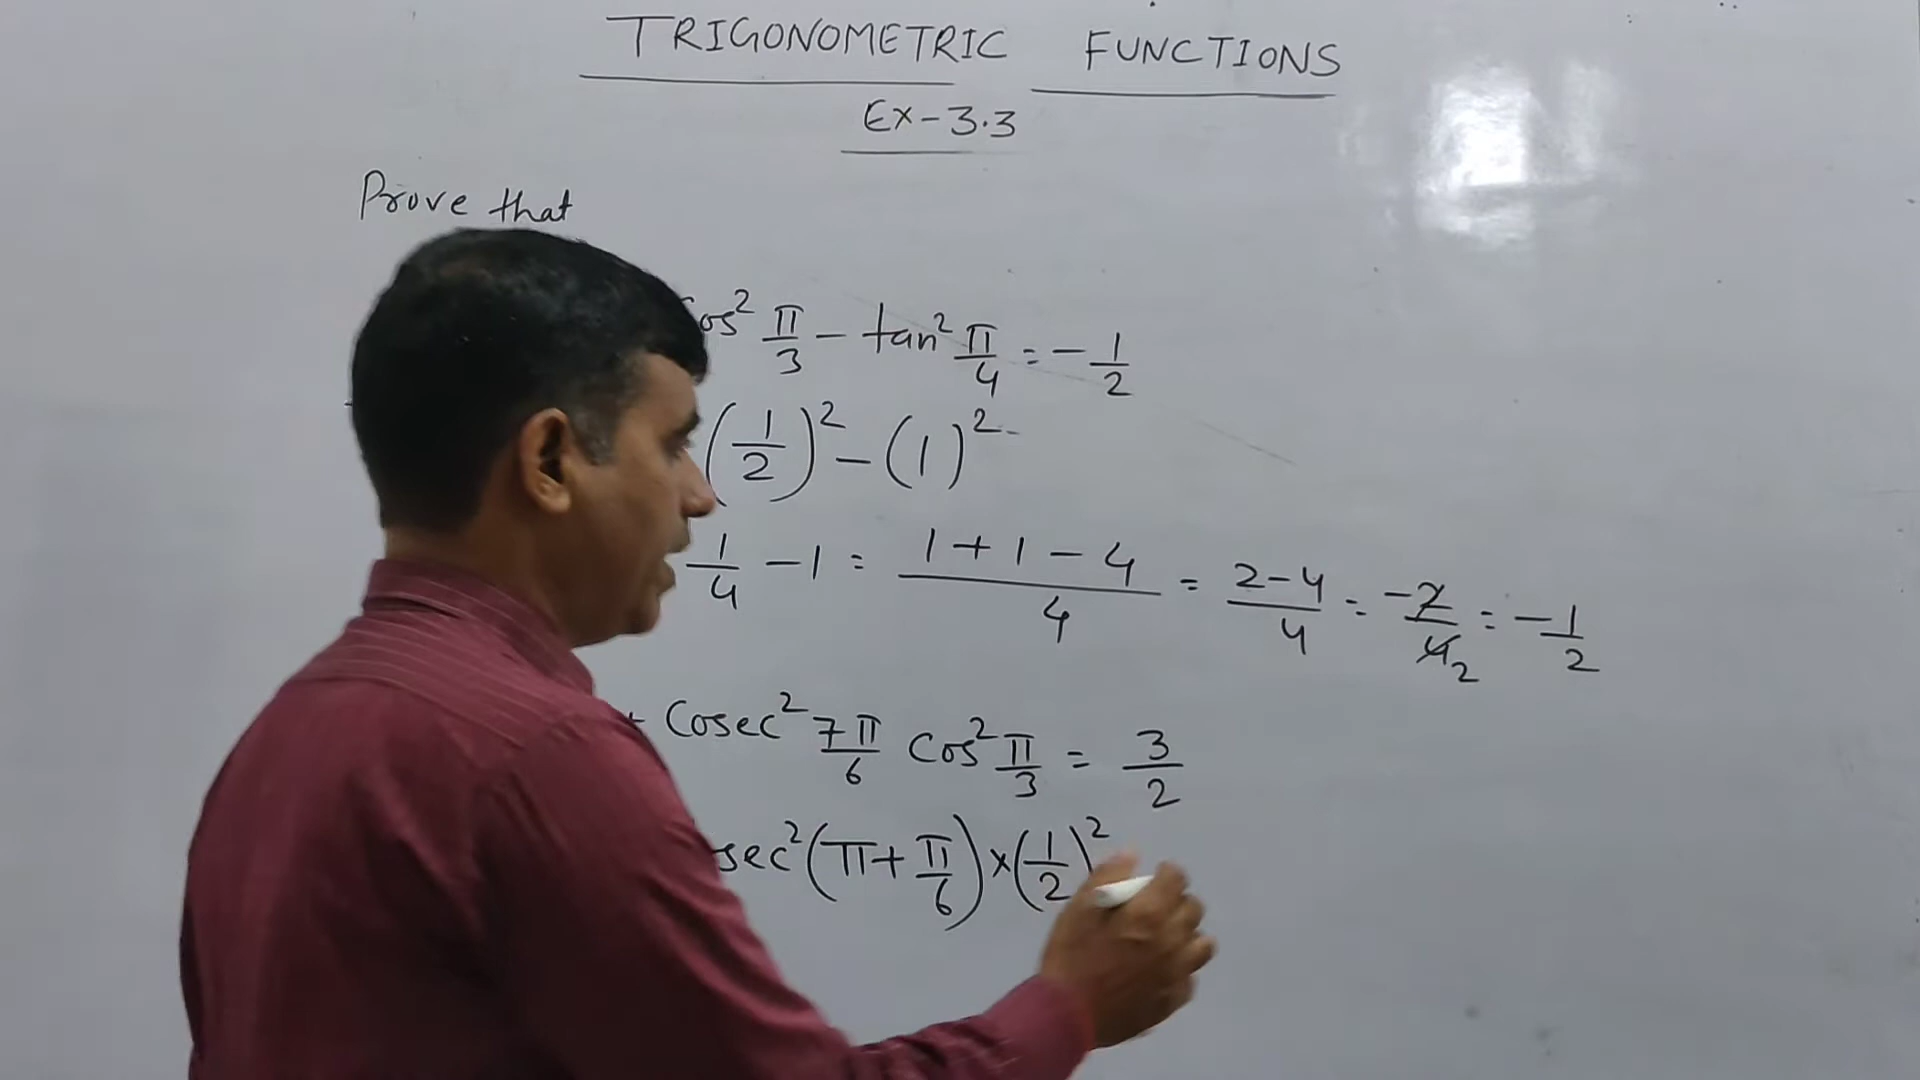 TRIGONOMETRIC FUNCTIONS
Ex-3.3
Prove that
cos² π/3 - tan² π/4 = -1/2
(1/2)² - (1)²
1/4 - 1 = (1+1-4)/4 = (2-4)/4 = -2/4 2 = -1/2
+ Cosec² 7π/6 Cos² π/3 = 3/2
sec² (π + π/6) × (1/2)²